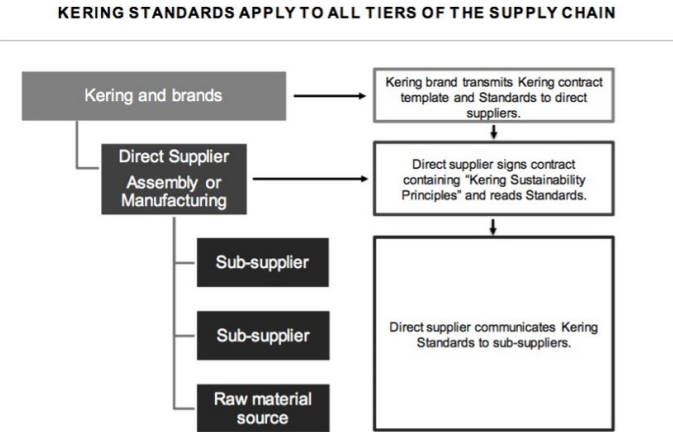 KERING STANDARDS APPLY TO ALL TIERS OF THE SUPPLY CHAIN
Kering and brands
Kering brand transmits Kering contract
template and Standards to direct
suppliers.
Direct Supplier
Assembly or
Manufacturing
Direct supplier signs contract
containing “Kering Sustainability
Principles” and reads Standards.
Sub-supplier
Sub-supplier
Raw material
source
Direct supplier communicates Kering
Standards to sub-suppliers.